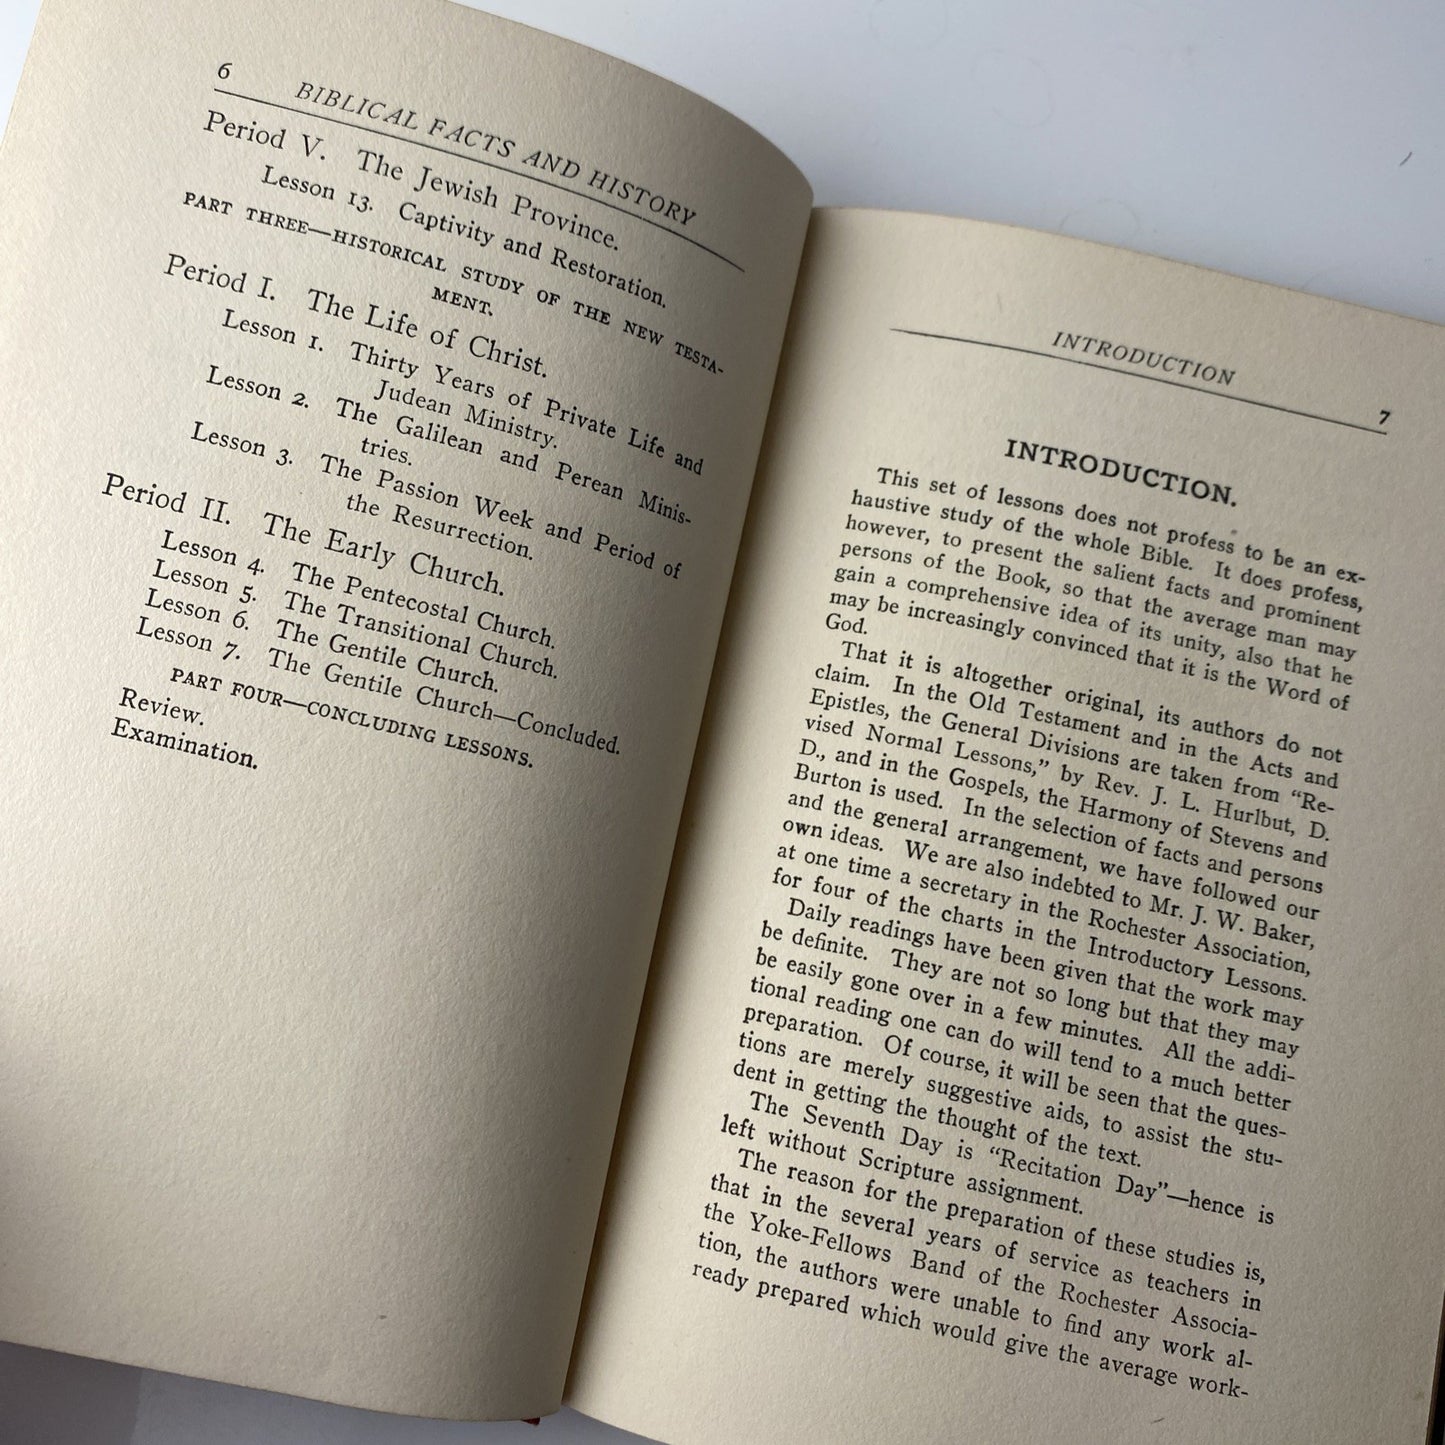 6
BIBLICAL FACTS AND HISTORY
Period V. The Jewish Province.
Lesson 13. Captivity and Restoration.
PART THREE—HISTORICAL STUDY OF THE NEW TESTA-
MENT.
Period I. The Life of Christ.
Lesson 1. Thirty Years of Private Life and
Judean Ministry.
Lesson 2. The Galilean and Perean Minis-
tries.
Lesson 3. The Passion Week and Period of
the Resurrection.
Period II. The Early Church.
Lesson 4. The Pentecostal Church.
Lesson 5. The Transitional Church.
Lesson 6. The Gentile Church.
Lesson 7. The Gentile Church—Concluded.
PART FOUR—CONCLUDING LESSONS.
Review.
Examination.
INTRODUCTION
7
INTRODUCTION.
This set of lessons does not profess to be an ex-
haustive study of the whole Bible. It does profess,
however, to present the salient facts and prominent
persons of the Book, so that the average man may
gain a comprehensive idea of its unity, also that he
may be increasingly convinced that it is the Word of
God.
That it is altogether original, its authors do not
claim. In the Old Testament and in the Acts and
Epistles, the General Divisions are taken from “Re-
vised Normal Lessons,” by Rev. J. L. Hurlbut, D.
D., and in the Gospels, the Harmony of Stevens and
Burton is used. In the selection of facts and persons
and the general arrangement, we have followed our
own ideas. We are also indebted to Mr. J. W. Baker,
at one time a secretary in the Rochester Association,
for four of the charts in the Introductory Lessons.
Daily readings have been given that the work may
be definite. They are not so long but that they may
be easily gone over in a few minutes. All the addi-
tional reading one can do will tend to a much better
preparation. Of course, it will be seen that the ques-
tions are merely suggestive aids, to assist the stu-
dent in getting the thought of the text.
The Seventh Day is “Recitation Day”—hence is
left without Scripture assignment.
The reason for the preparation of these studies is,
that in the several years of service as teachers in
the Yoke-Fellows Band of the Rochester Associa-
tion, the authors were unable to find any work al-
ready prepared which would give the average work-